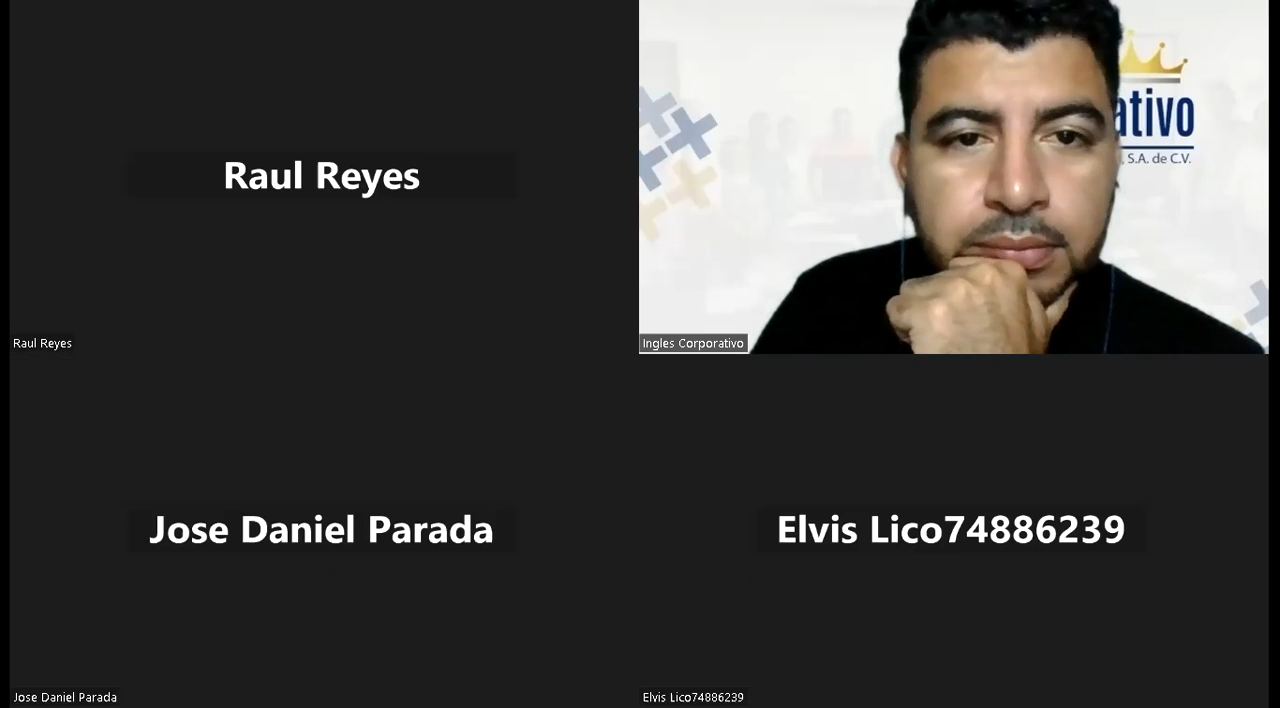 Raul Reyes
Raul Reyes
ativo
, S.A. de C.V.
Ingles Corporativo
Jose Daniel Parada
Elvis Lico74886239
Jose Daniel Parada
Elvis Lico74886239